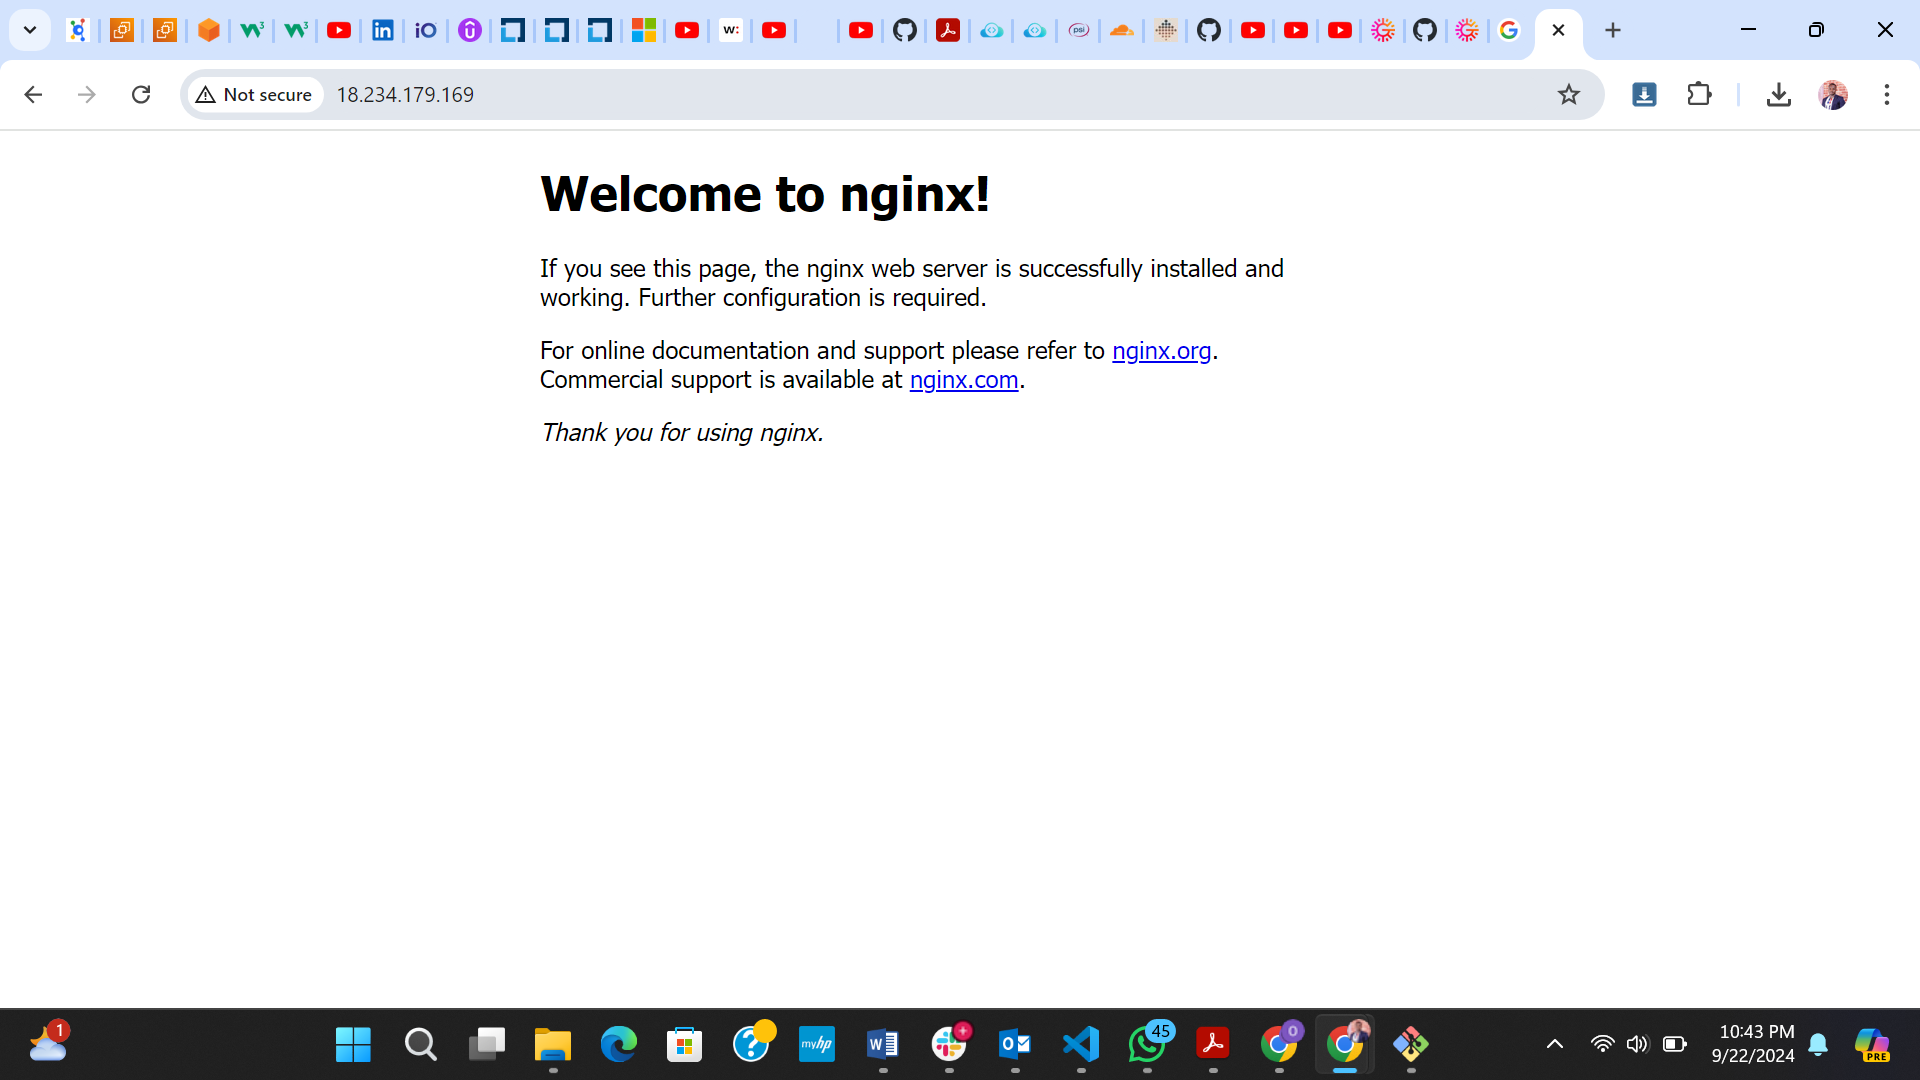 Not secure
18.234.179.169
Welcome to nginx!
If you see this page, the nginx web server is successfully installed and
working. Further configuration is required.
For online documentation and support please refer to nginx.org.
Commercial support is available at nginx.com.
Thank you for using nginx.
1
45
10:43 PM
9/22/2024
PRE